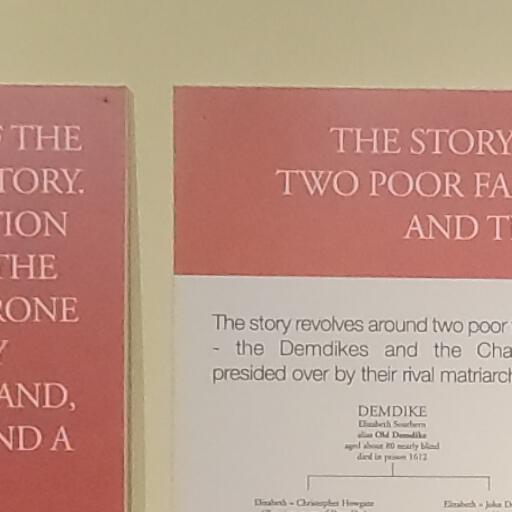 THE
TORY.
TION
THE
RONE
Y
AND,
ND A
THE STORY
TWO POOR FA
AND T
The story revolves around two poor
- the Demdikes and the Cha
presided over by their rival matriarch
DEMDIKE
Elizabeth Southern
alias Old Demdike
aged about 80 nearly blind
died in prison 1612
Elizabeth = Christopher Howgate
Elizabeth = John D